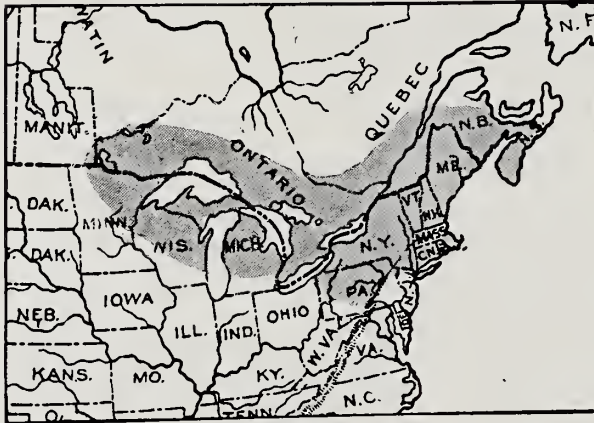 N. F
QUEBEC
MANIT.
ONTARIO
N.B.
N.S.
ME.
DAK.
MINN.
VT.
N.H.
WIS.
MICH.
N.Y.
MASS
DAK.
IOWA
PA.
N.J.
NEB.
ILL.
IND.
OHIO
W.VA.
VA.
KANS.
MO.
KY.
TENN.
N.C.